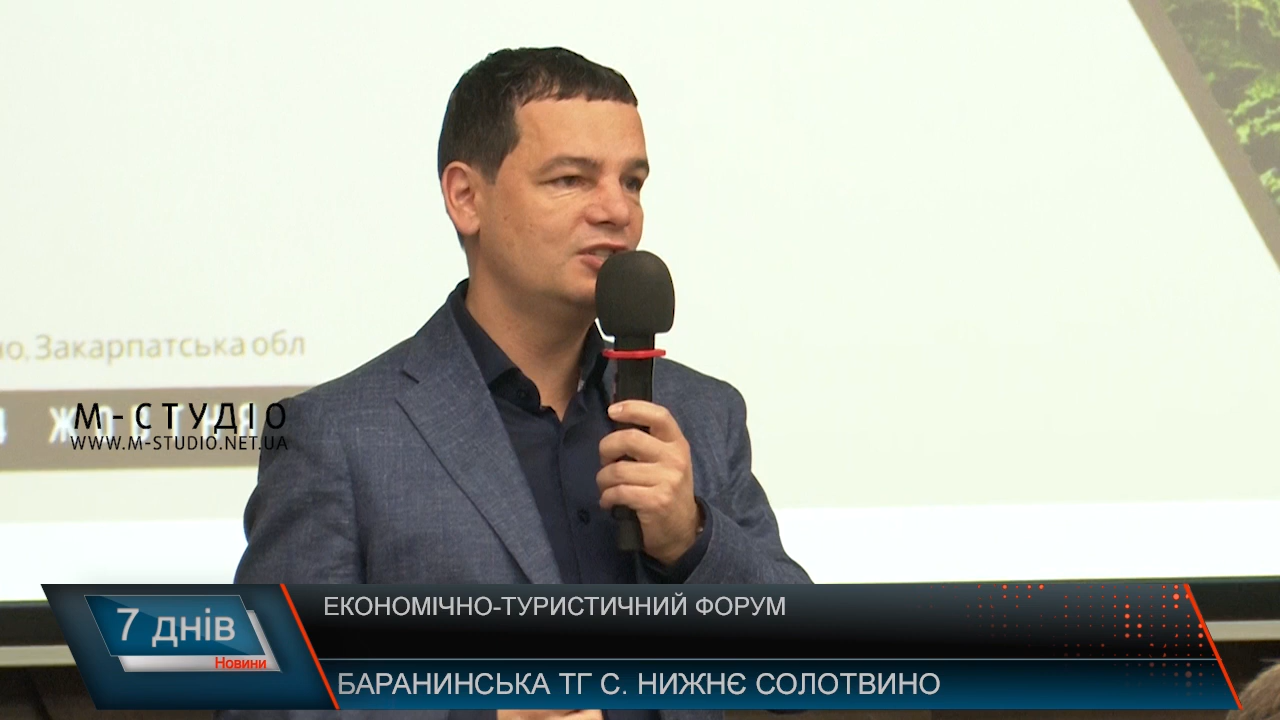 Закарпатська обл
М-СТУДІО
WWW.M-STUDIO.NET.UA
ЕКОНОМІЧНО-ТУРИСТИЧНИЙ ФОРУМ
7 днів
Новини
БАРАНИНСЬКА ТГ С. НИЖНЄ СОЛОТВИНО